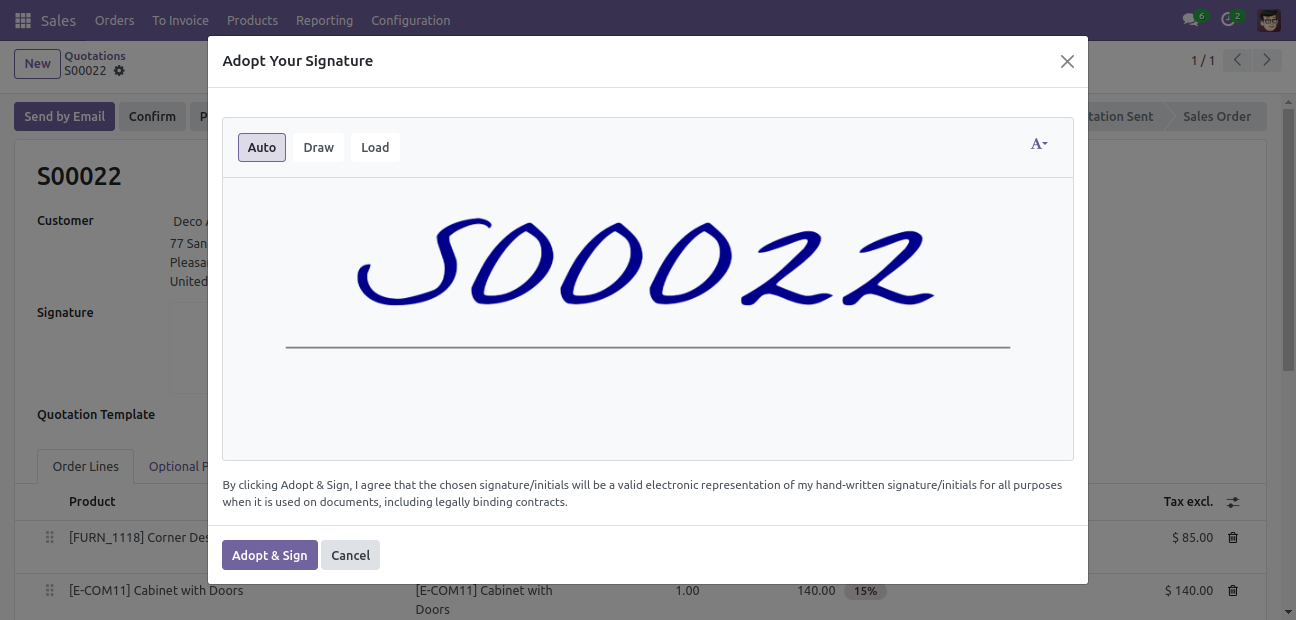 Sales Orders To Invoice Products Reporting Configuration 6 2
New Quotations
S00022
1 / 1
Adopt Your Signature
Send by Email Confirm Sent Sales Order
Auto Draw Load A
S00022
S00022
Customer Deco
77 San
Pleasan
United
Signature
Quotation Template
Order Lines Optional
By clicking Adopt & Sign, I agree that the chosen signature/initials will be a valid electronic representation of my hand-written signature/initials for all purposes
when it is used on documents, including legally binding contracts.
Product Tax excl.
[FURN_1118] Corner Des $ 85.00
Adopt & Sign Cancel
[E-COM11] Cabinet with Doors [E-COM11] Cabinet with 1.00 140.00 15% $ 140.00
Doors